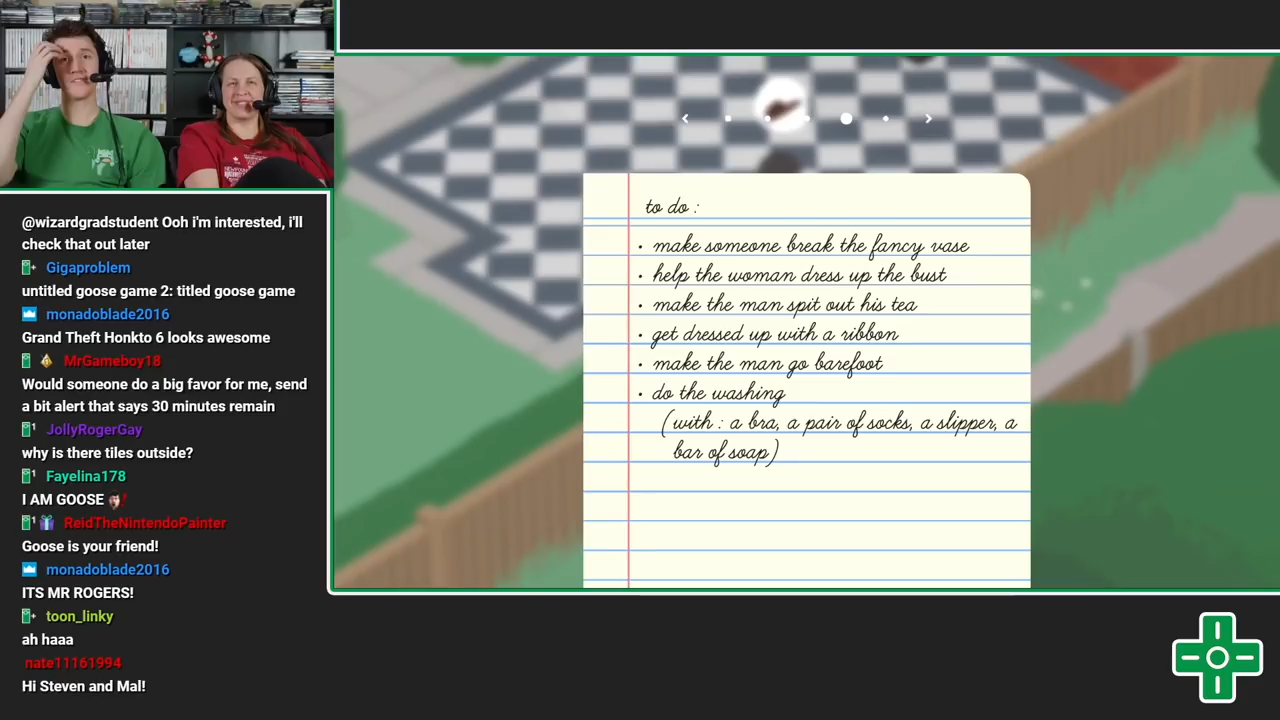 @wizardgradstudent Ooh i'm interested, i'll
check that out later
Gigaproblem
untitled goose game 2: titled goose game
monadoblade2016
Grand Theft Honkto 6 looks awesome
MrGameboy18
Would someone do a big favor for me, send
a bit alert that says 30 minutes remain
JollyRogerGay
why is there tiles outside?
Fayelina178
I AM GOOSE
ReidTheNintendoPainter
Goose is your friend!
monadoblade2016
ITS MR ROGERS!
toon_linky
ah haaa
nate11161994
Hi Steven and Mal!
to do :
• make someone break the fancy vase
• help the woman dress up the bust
• make the man spit out his tea
• get dressed up with a ribbon
• make the man go barefoot
• do the washing
(with : a bra, a pair of socks, a slipper, a
bar of soap)